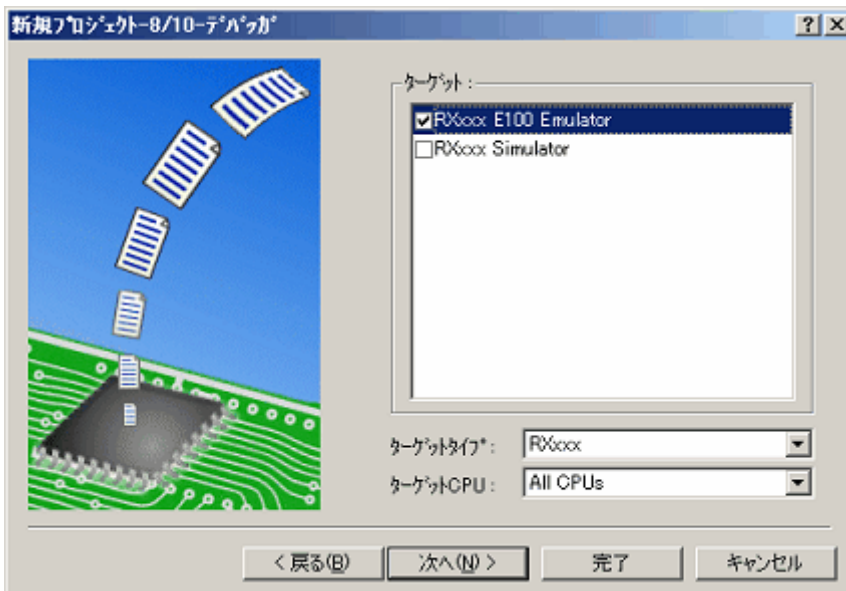 新規ﾌﾟﾛｼﾞｪｸﾄ-8/10-ﾃﾞﾊﾞｯｶﾞ
ﾀｰｹﾞｯﾄ :
RXxxx E100 Emulator
RXxxx Simulator
ﾀｰｹﾞｯﾄﾀｲﾌﾟ :
RXxxx
ﾀｰｹﾞｯﾄCPU :
All CPUs
< 戻る(B)
次へ(N) >
完了
キャンセル